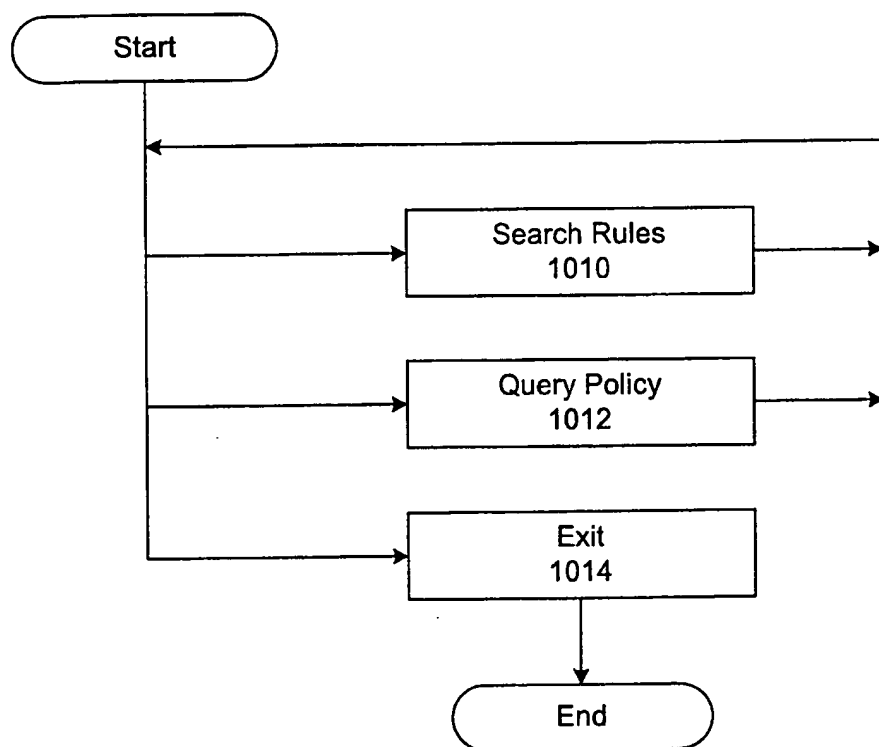 Start
Search Rules
1010
Query Policy
1012
Exit
1014
End